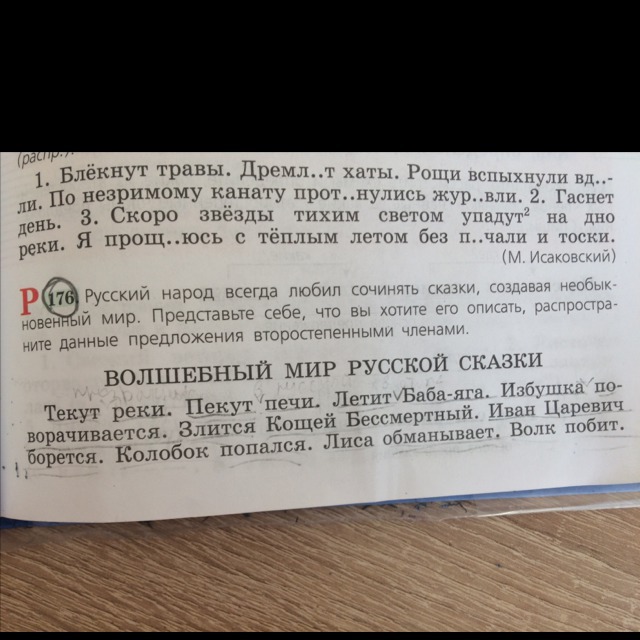 (распр.).
1. Блёкнут травы. Дремл..т хаты. Рощи вспыхнули вд..-
ли. По незримому канату прот..нулись жур..вли. 2. Гаснет
день. 3. Скоро звёзды тихим светом упадут² на дно
реки. Я прощ..юсь с тёплым летом без п..чали и тоски.
(М. Исаковский)
Р 176. Русский народ всегда любил сочинять сказки, создавая необык-
новенный мир. Представьте себе, что вы хотите его описать, распростра-
ните данные предложения второстепенными членами.
ВОЛШЕБНЫЙ МИР РУССКОЙ СКАЗКИ
Текут реки. Пекут печи. Летит Баба-яга. Избушка по-
ворачивается. Злится Кощей Бессмертный. Иван Царевич
борется. Колобок попался. Лиса обманывает. Волк побит.